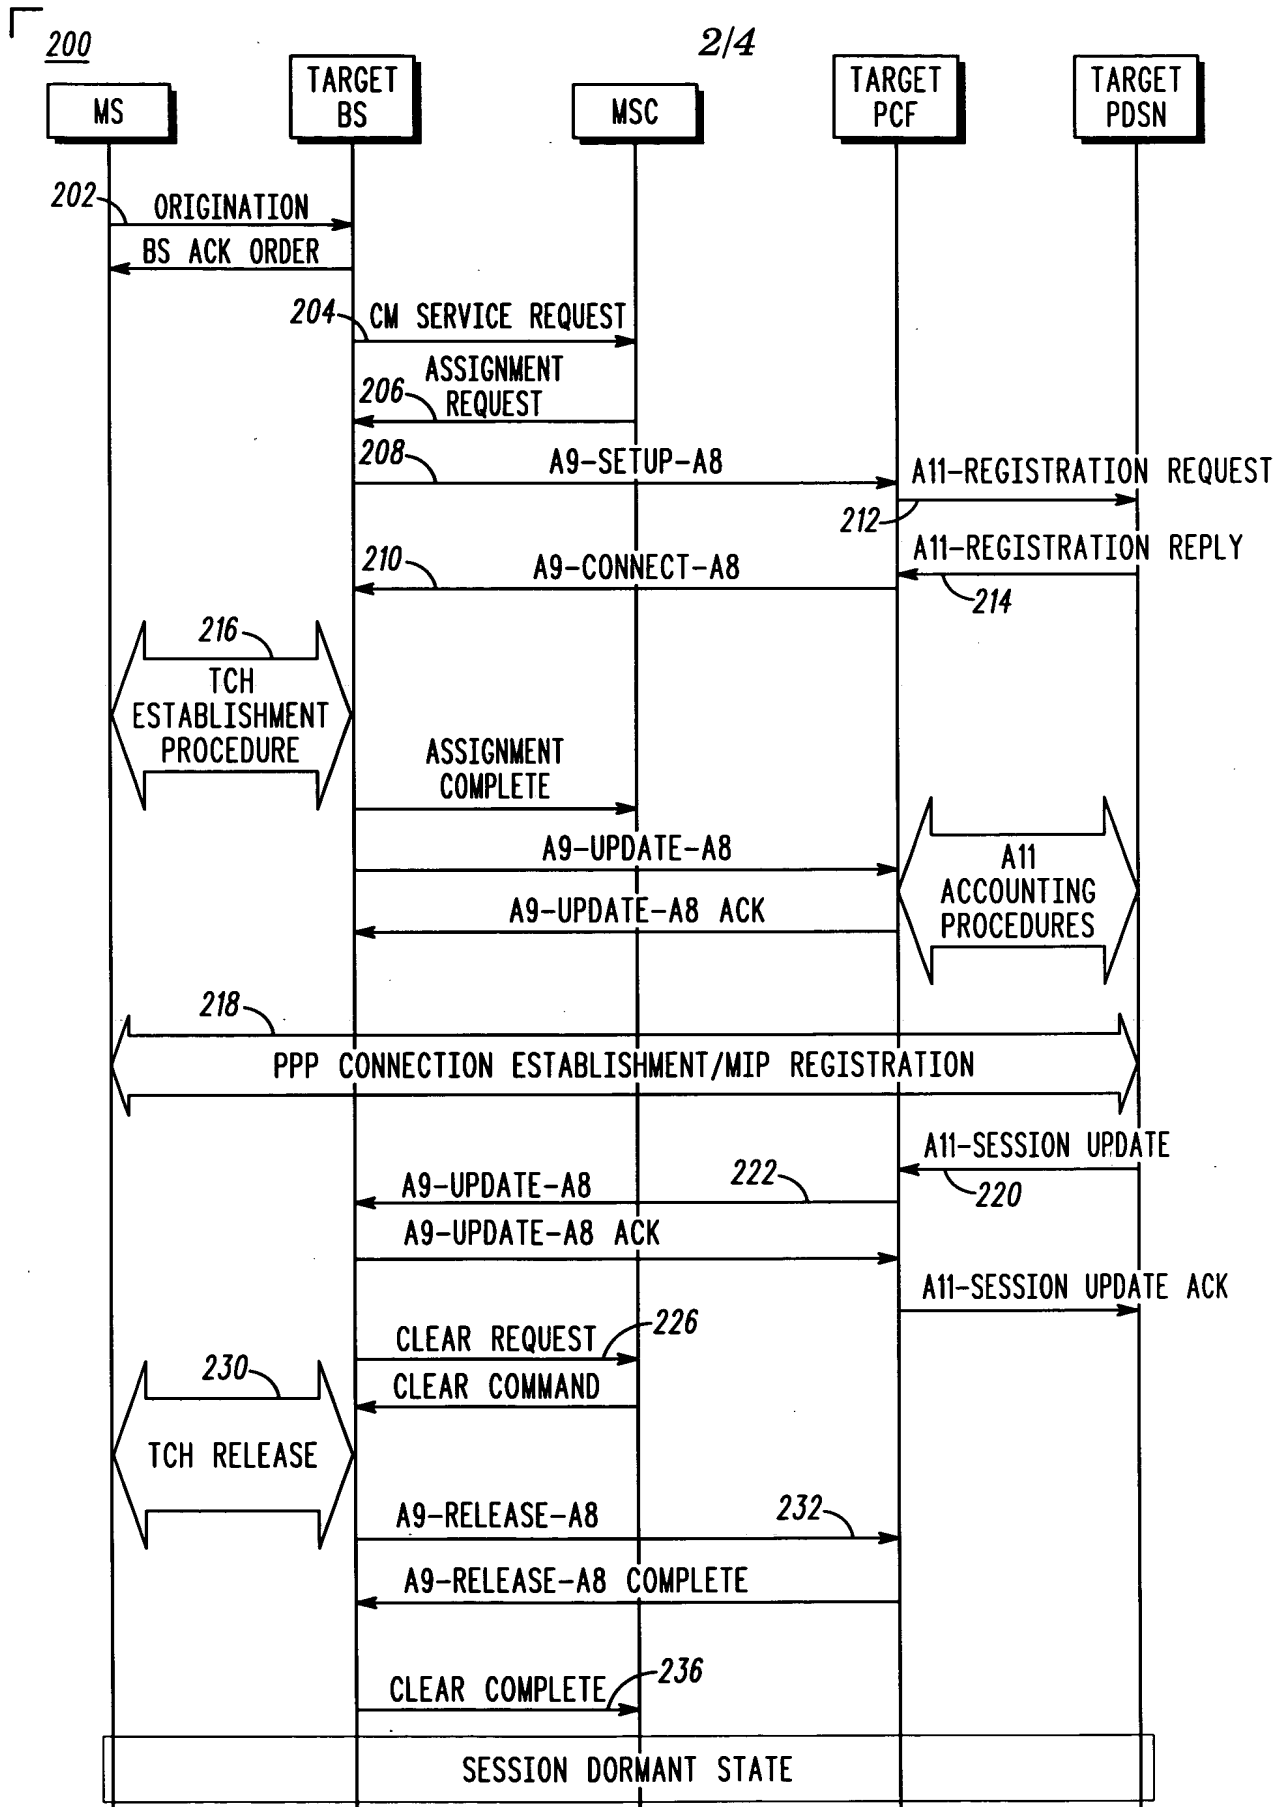 200
2/4
MS
TARGET
BS
MSC
TARGET
PCF
TARGET
PDSN
202
ORIGINATION
BS ACK ORDER
204
CM SERVICE REQUEST
ASSIGNMENT
REQUEST
206
208
A9-SETUP-A8
A11-REGISTRATION REQUEST
212
A11-REGISTRATION REPLY
210
A9-CONNECT-A8
214
216
TCH
ESTABLISHMENT
PROCEDURE
ASSIGNMENT
COMPLETE
A9-UPDATE-A8
A11
ACCOUNTING
PROCEDURES
A9-UPDATE-A8 ACK
218
PPP CONNECTION ESTABLISHMENT/MIP REGISTRATION
A11-SESSION UPDATE
220
A9-UPDATE-A8
222
A9-UPDATE-A8 ACK
A11-SESSION UPDATE ACK
CLEAR REQUEST
226
230
CLEAR COMMAND
TCH RELEASE
A9-RELEASE-A8
232
A9-RELEASE-A8 COMPLETE
CLEAR COMPLETE
236
SESSION DORMANT STATE